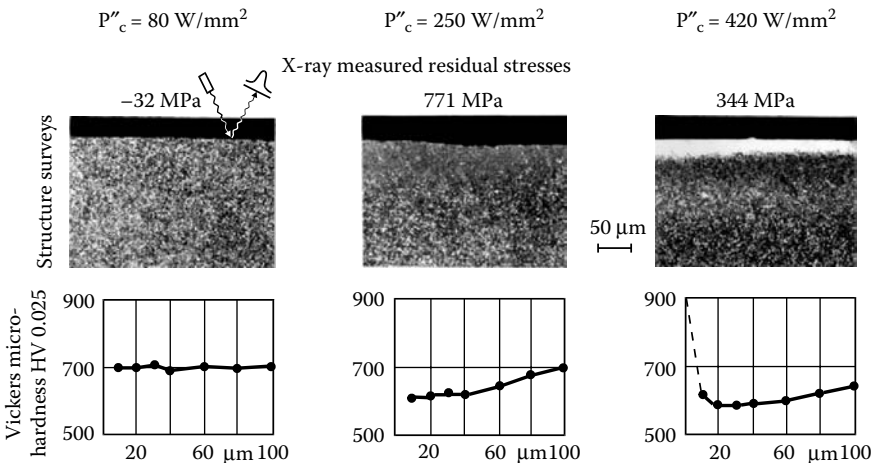 P″c = 80 W/mm² P″c = 250 W/mm² P″c = 420 W/mm²
X-ray measured residual stresses
−32 MPa 771 MPa 344 MPa
Structure surveys
50 μm
Vickers micro-
hardness HV 0.025
900 900 900
700 700 700
500 500 500
20 60 μm 100 20 60 μm 100 20 60 μm 100